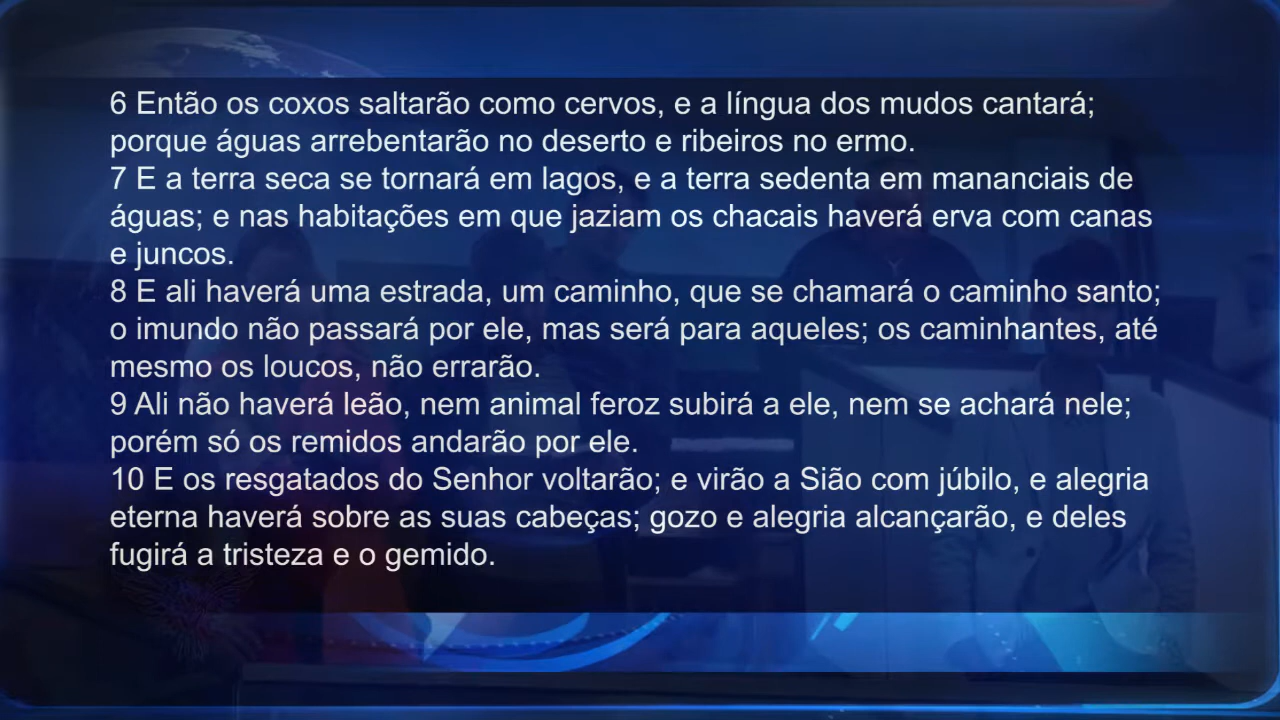 6 Então os coxos saltarão como cervos, e a língua dos mudos cantará;
porque águas arrebentarão no deserto e ribeiros no ermo.
7 E a terra seca se tornará em lagos, e a terra sedenta em mananciais de
águas; e nas habitações em que jaziam os chacais haverá erva com canas
e juncos.
8 E ali haverá uma estrada, um caminho, que se chamará o caminho santo;
o imundo não passará por ele, mas será para aqueles; os caminhantes, até
mesmo os loucos, não errarão.
9 Ali não haverá leão, nem animal feroz subirá a ele, nem se achará nele;
porém só os remidos andarão por ele.
10 E os resgatados do Senhor voltarão; e virão a Sião com júbilo, e alegria
eterna haverá sobre as suas cabeças; gozo e alegria alcançarão, e deles
fugirá a tristeza e o gemido.